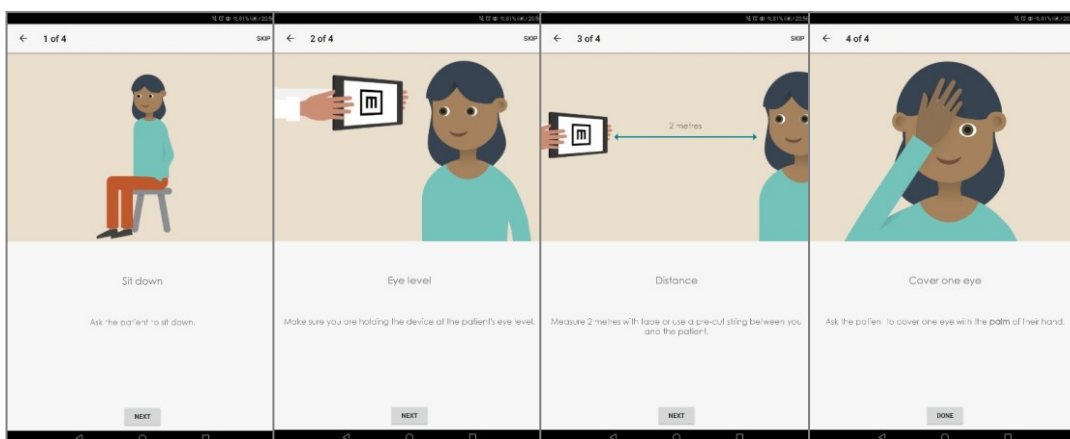 1 of 4
SKIP
Sit down
Ask the patient to sit down.
NEXT
2 of 4
SKIP
m
Eye level
Make sure you are holding the device at the patient's eye level.
NEXT
3 of 4
SKIP
m
2 metres
Distance
Measure 2 metres with tape or use a pre-cut string between you
and the patient.
NEXT
4 of 4
Cover one eye
Ask the patient to cover one eye with the palm of their hand.
DONE